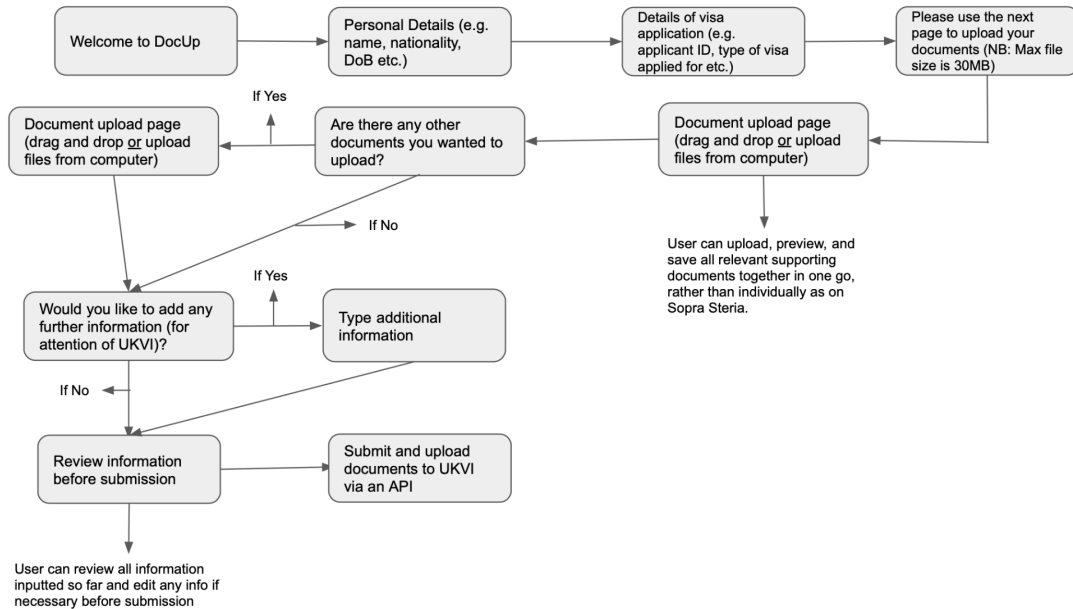 Welcome to DocUp
Personal Details (e.g.
name, nationality,
DoB etc.)
Details of visa
application (e.g.
applicant ID, type of visa
applied for etc.)
Please use the next
page to upload your
documents (NB: Max file
size is 30MB)
Document upload page
(drag and drop or upload
files from computer)
User can upload, preview, and
save all relevant supporting
documents together in one go,
rather than individually as on
Sopra Steria.
Are there any other
documents you wanted to
upload?
If Yes
Document upload page
(drag and drop or upload
files from computer)
If No
Would you like to add any
further information (for
attention of UKVI)?
If Yes
Type additional
information
If No
Review information
before submission
Submit and upload
documents to UKVI
via an API
User can review all information
inputted so far and edit any info if
necessary before submission